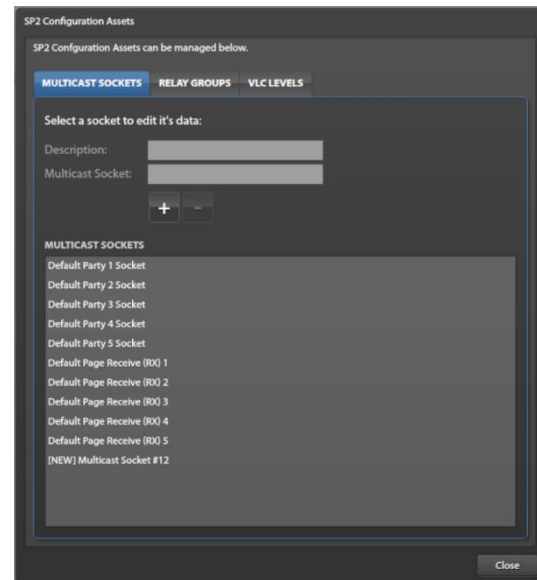 SP2 Configuration Assets
SP2 Confguration Assets can be managed below.
MULTICAST SOCKETS RELAY GROUPS VLC LEVELS
Select a socket to edit it's data:
Description:
Multicast Socket:
+ -
MULTICAST SOCKETS
Default Party 1 Socket
Default Party 2 Socket
Default Party 3 Socket
Default Party 4 Socket
Default Party 5 Socket
Default Page Receive (RX) 1
Default Page Receive (RX) 2
Default Page Receive (RX) 3
Default Page Receive (RX) 4
Default Page Receive (RX) 5
[NEW] Multicast Socket #12
Close